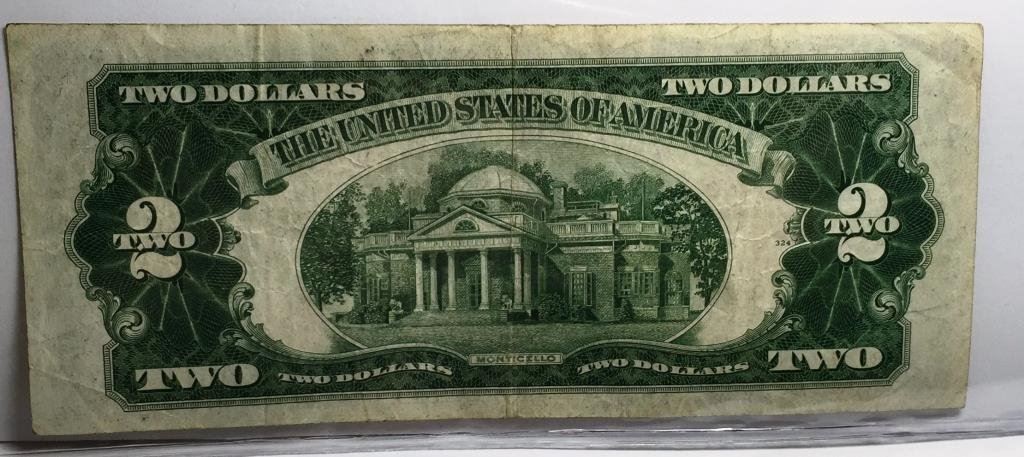 TWO DOLLARS
TWO DOLLARS
THE UNITED STATES OF AMERICA
2
TWO
2
TWO
324
MONTICELLO
TWO
TWO DOLLARS
TWO DOLLARS
TWO